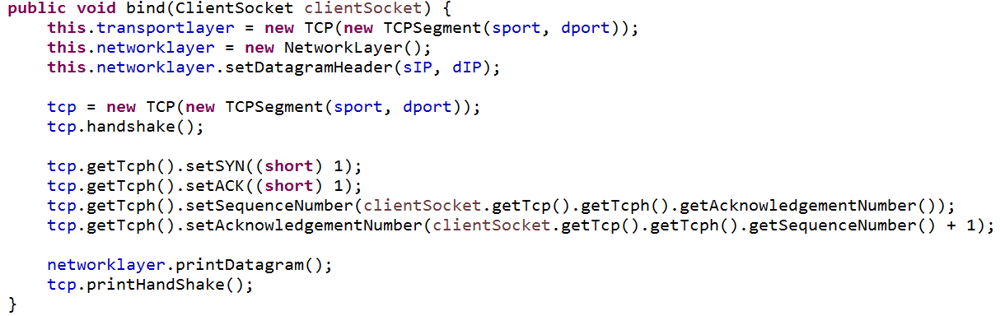 public void bind(ClientSocket clientSocket) {
    this.transportlayer = new TCP(new TCPSegment(sport, dport));
    this.networklayer = new NetworkLayer();
    this.networklayer.setDatagramHeader(sIP, dIP);

    tcp = new TCP(new TCPSegment(sport, dport));
    tcp.handshake();

    tcp.getTcph().setSYN((short) 1);
    tcp.getTcph().setACK((short) 1);
    tcp.getTcph().setSequenceNumber(clientSocket.getTcp().getTcph().getAcknowledgementNumber());
    tcp.getTcph().setAcknowledgementNumber(clientSocket.getTcp().getTcph().getSequenceNumber() + 1);

    networklayer.printDatagram();
    tcp.printHandShake();
}